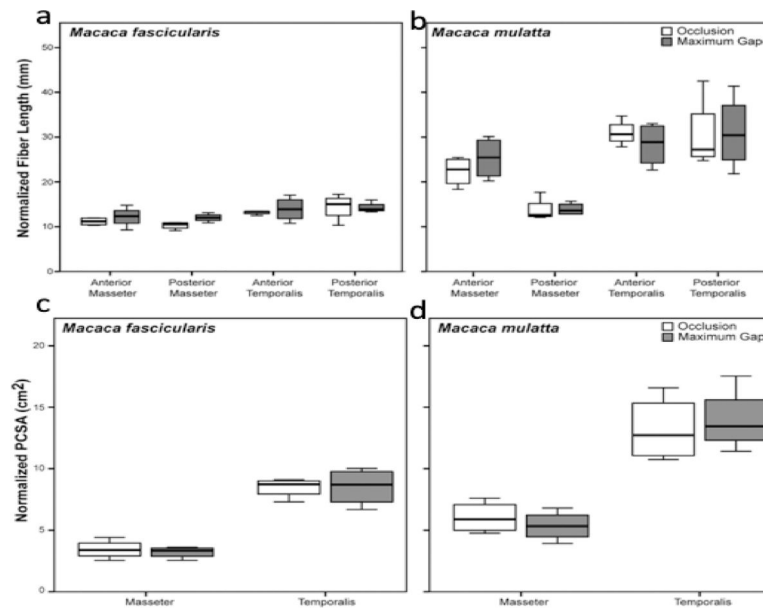 a
b
Macaca fascicularis
Macaca mulatta
Occlusion
Maximum Gape
Normalized Fiber Length (mm)
50
40
30
20
10
0
Anterior
Masseter
Posterior
Masseter
Anterior
Temporalis
Posterior
Temporalis
Anterior
Masseter
Posterior
Masseter
Anterior
Temporalis
Posterior
Temporalis
c
d
Macaca fascicularis
Macaca mulatta
Occlusion
Maximum Gape
Normalized PCSA (cm²)
20
15
10
5
0
Masseter
Temporalis
Masseter
Temporalis